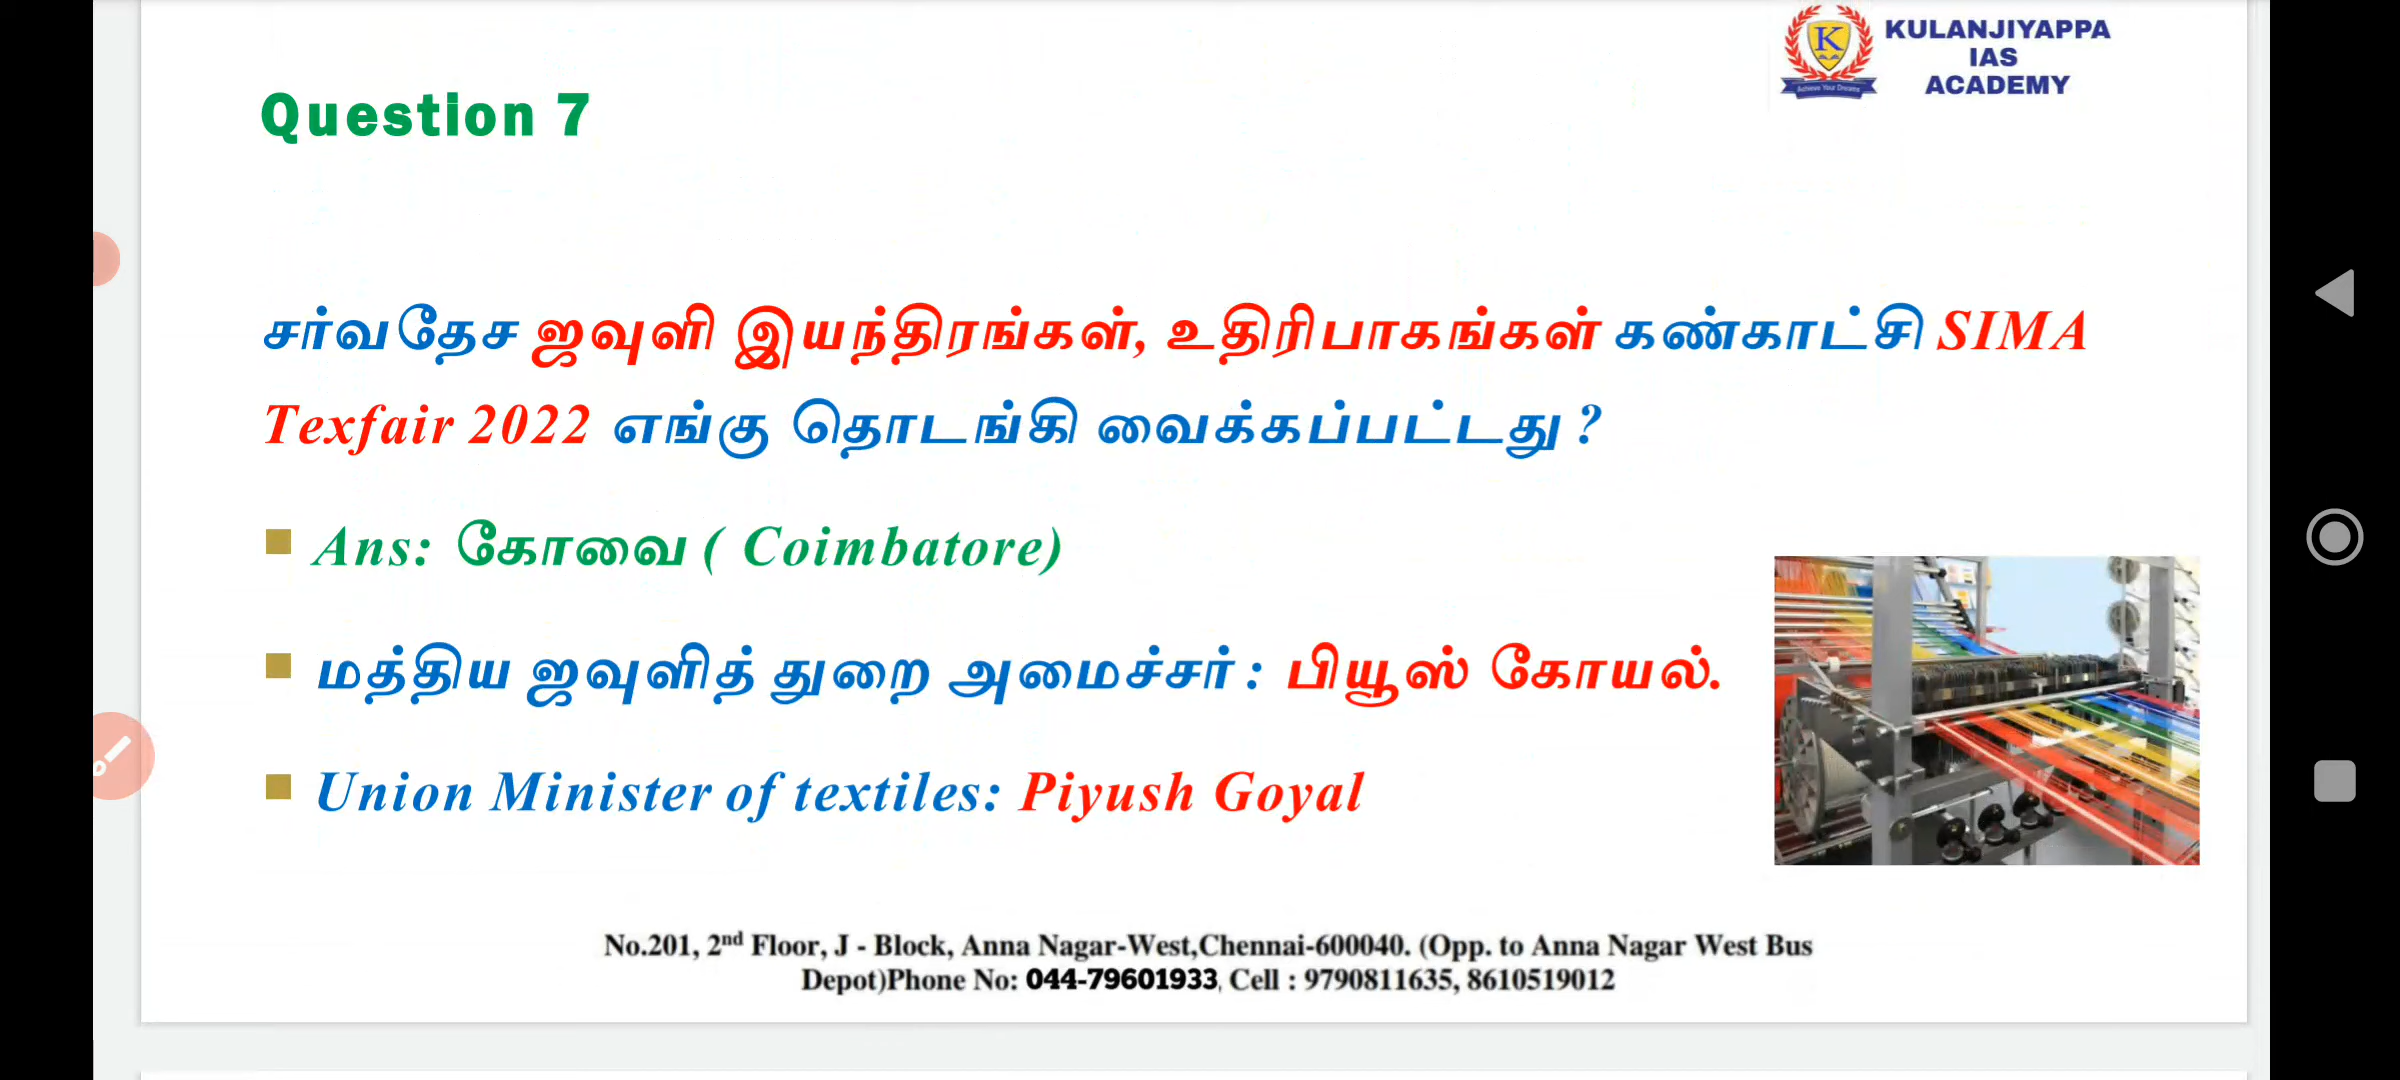 KULANJIYAPPA
IAS
ACADEMY
K
Achieve Your Dreams
Question 7
சர்வதேச ஜவுளி இயந்திரங்கள், உதிரிபாகங்கள் கண்காட்சி SIMA
Texfair 2022 எங்கு தொடங்கி வைக்கப்பட்டது ?
Ans: கோவை ( Coimbatore)
மத்திய ஜவுளித் துறை அமைச்சர் : பியூஸ் கோயல்.
Union Minister of textiles: Piyush Goyal
No.201, 2nd Floor, J - Block, Anna Nagar-West,Chennai-600040. (Opp. to Anna Nagar West Bus
Depot)Phone No: 044-79601933, Cell : 9790811635, 8610519012